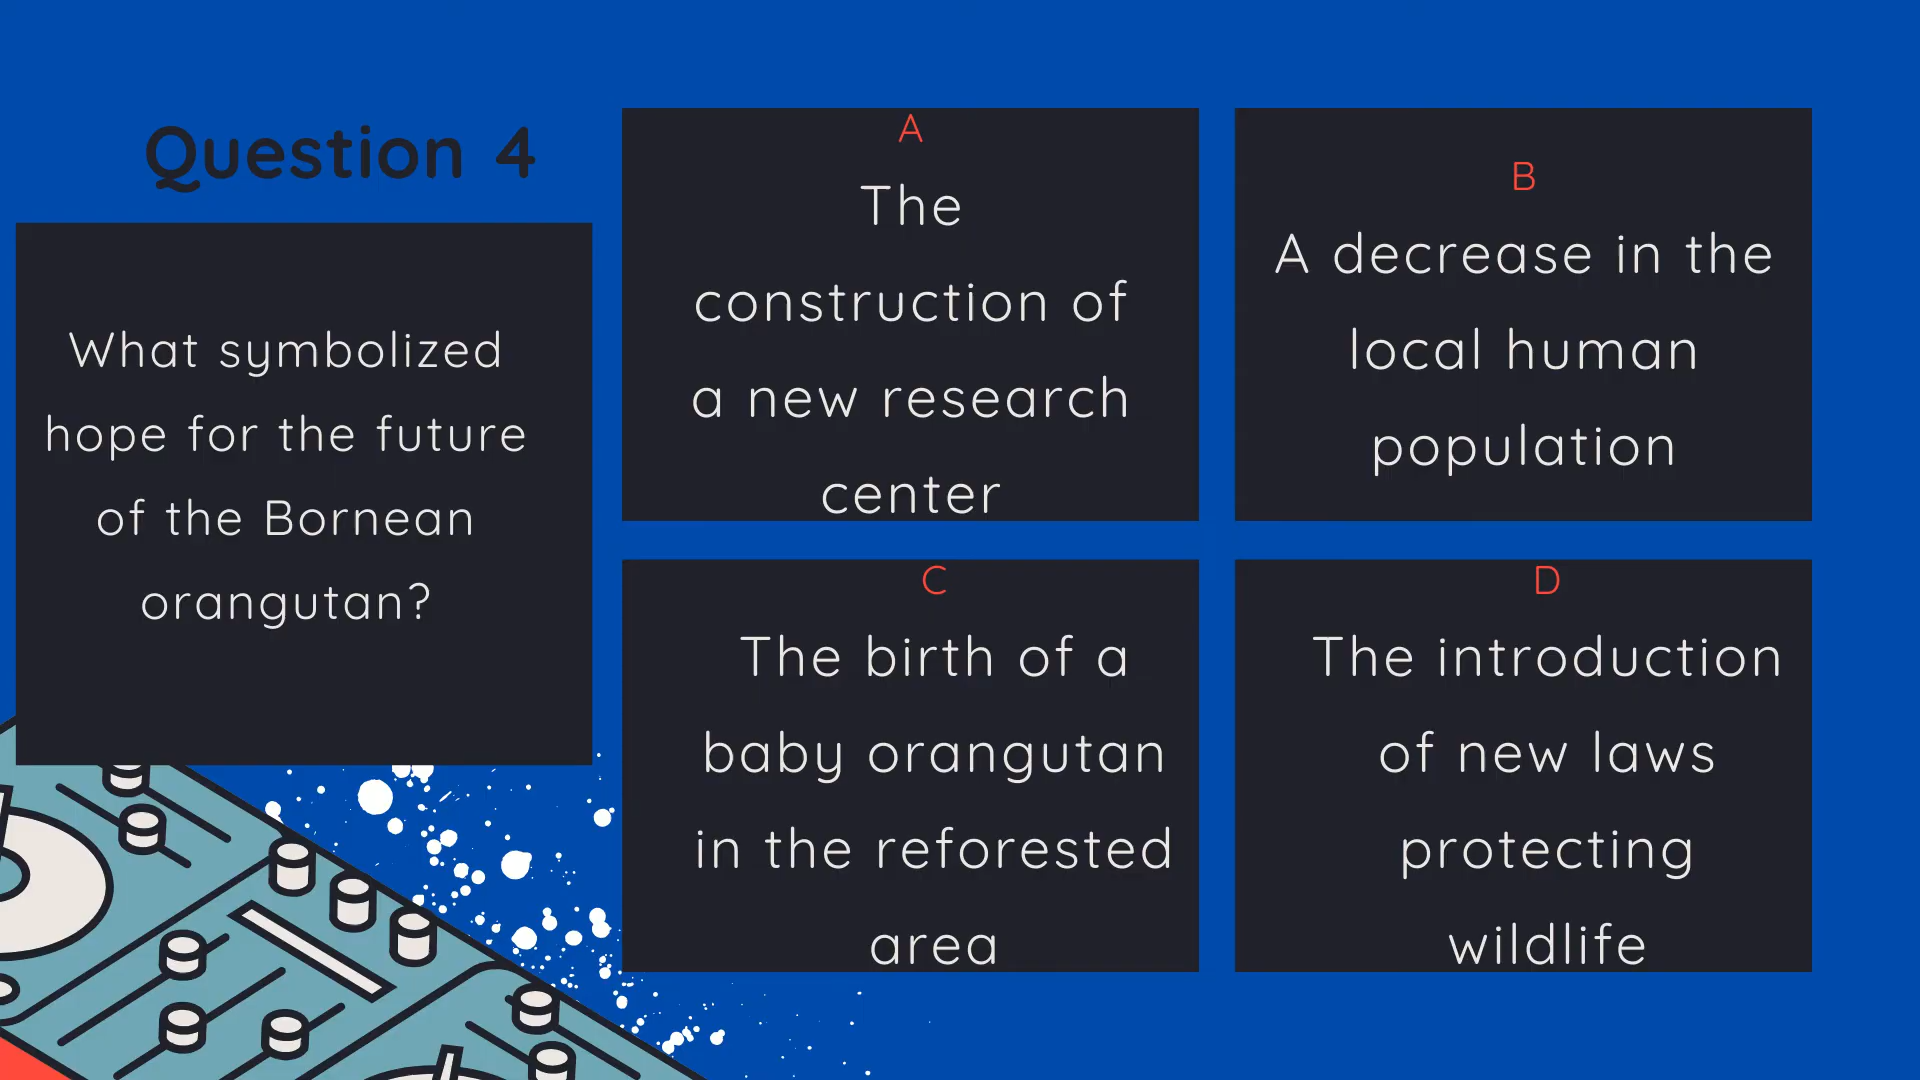 Question 4
What symbolized
hope for the future
of the Bornean
orangutan?
A
The
construction of
a new research
center
B
A decrease in the
local human
population
C
The birth of a
baby orangutan
in the reforested
area
D
The introduction
of new laws
protecting
wildlife